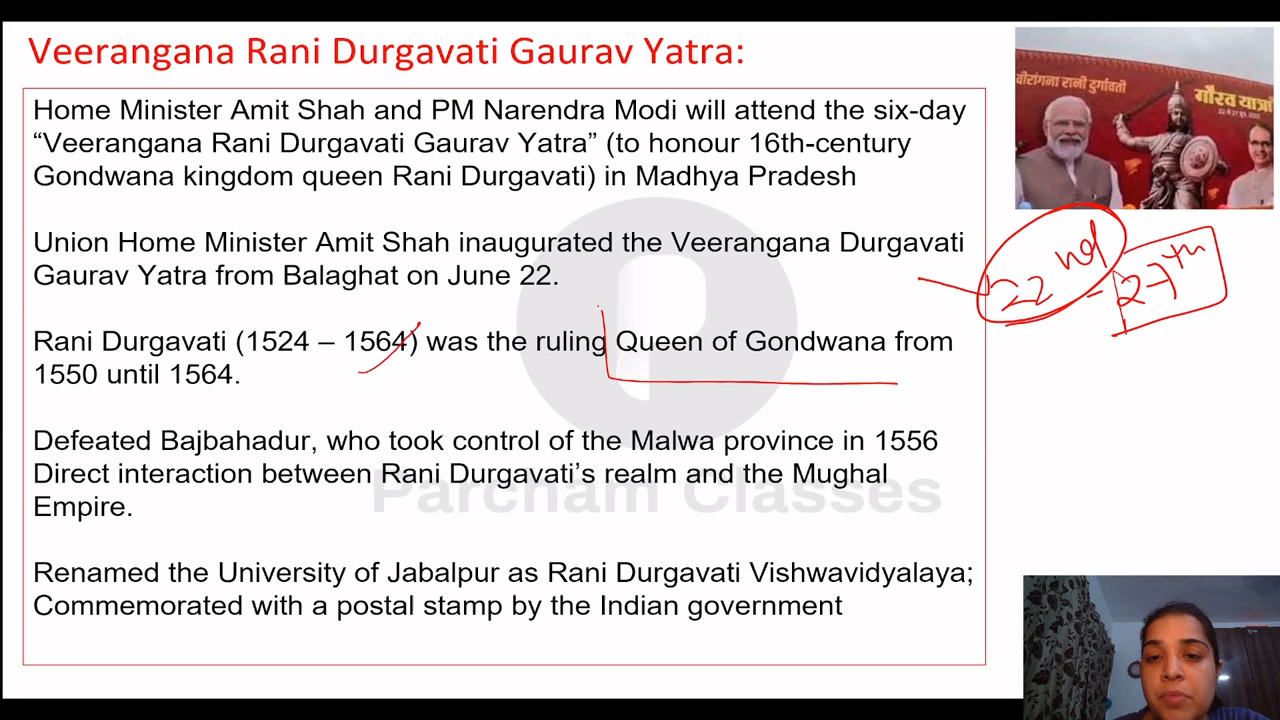 Veerangana Rani Durgavati Gaurav Yatra:
Home Minister Amit Shah and PM Narendra Modi will attend the six-day
“Veerangana Rani Durgavati Gaurav Yatra” (to honour 16th-century
Gondwana kingdom queen Rani Durgavati) in Madhya Pradesh
Union Home Minister Amit Shah inaugurated the Veerangana Durgavati
Gaurav Yatra from Balaghat on June 22.
Rani Durgavati (1524 – 1564) was the ruling Queen of Gondwana from
1550 until 1564.
Defeated Bajbahadur, who took control of the Malwa province in 1556
Direct interaction between Rani Durgavati’s realm and the Mughal
Empire.
Renamed the University of Jabalpur as Rani Durgavati Vishwavidyalaya;
Commemorated with a postal stamp by the Indian government
Parcham Classes
वीरांगना रानी दुर्गावती
गौरव यात्रा
22nd - 27th